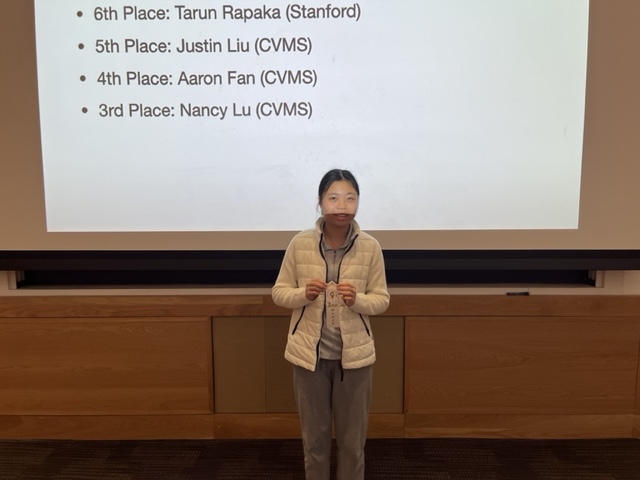 • 6th Place: Tarun Rapaka (Stanford)
• 5th Place: Justin Liu (CVMS)
• 4th Place: Aaron Fan (CVMS)
• 3rd Place: Nancy Lu (CVMS)